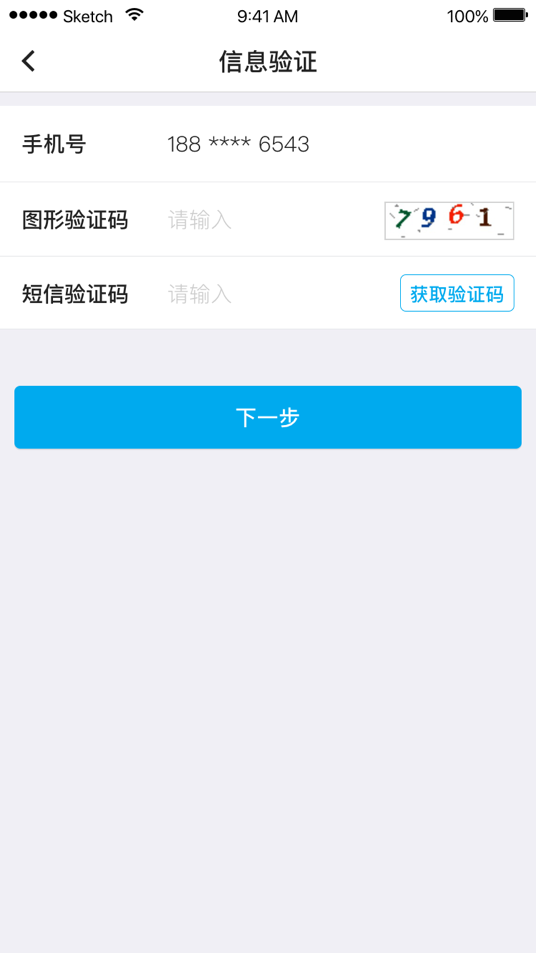 Sketch 9:41 AM 100%
信息验证
手机号 188 **** 6543
图形验证码 请输入 7961
短信验证码 请输入 获取验证码
下一步